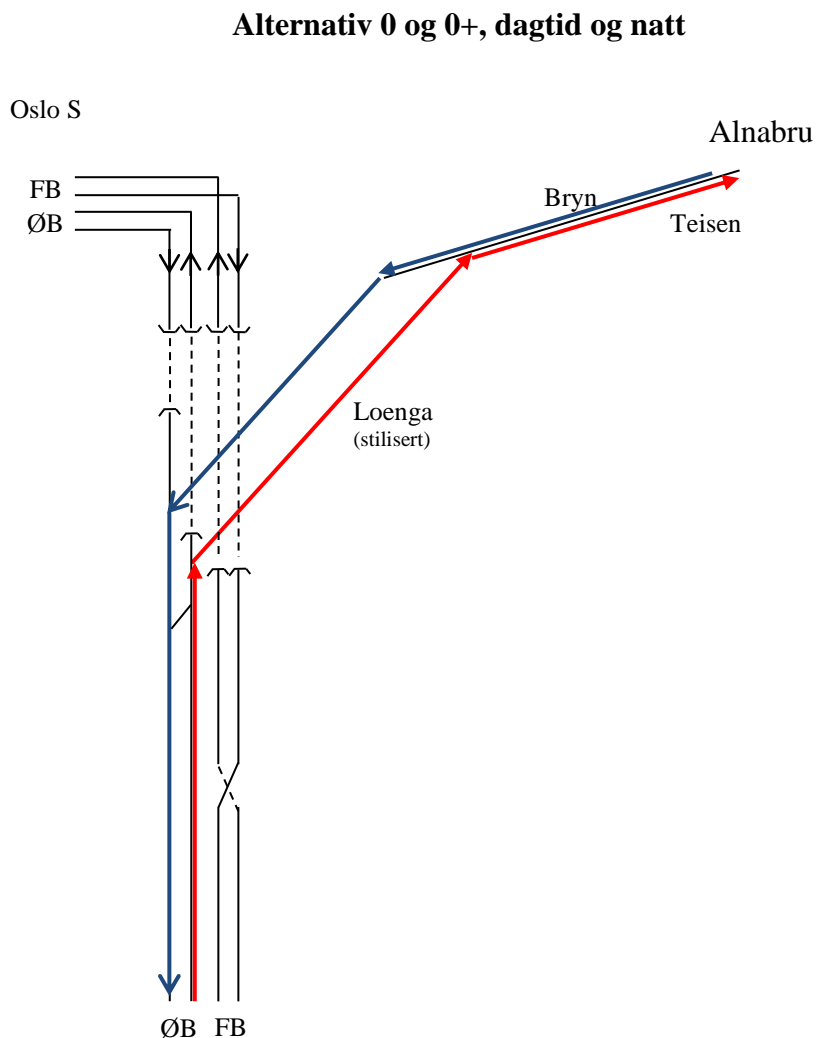 Alternativ 0 og 0+, dagtid og natt
Oslo S
Alnabru
FB
Bryn
ØB
Teisen
Loenga
(stilisert)
ØB FB